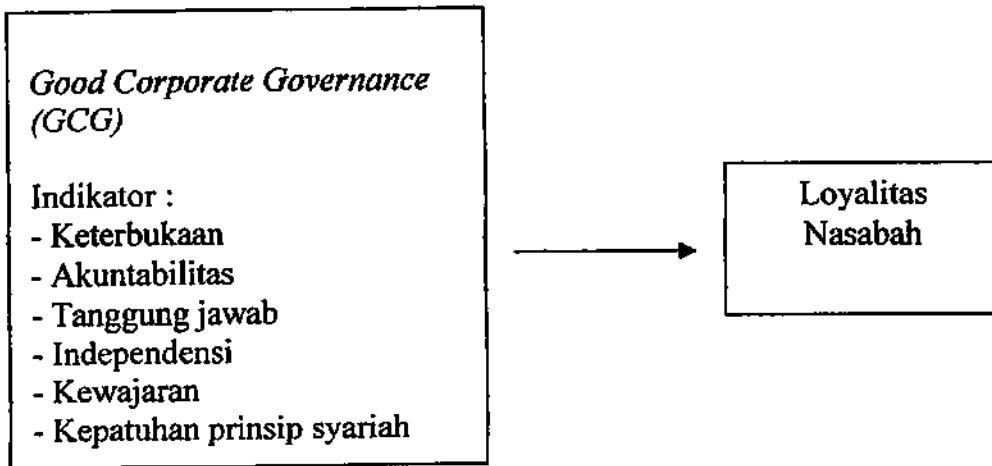 Good Corporate Governance
(GCG)
Indikator :
- Keterbukaan
- Akuntabilitas
- Tanggung jawab
- Independensi
- Kewajaran
- Kepatuhan prinsip syariah
Loyalitas
Nasabah